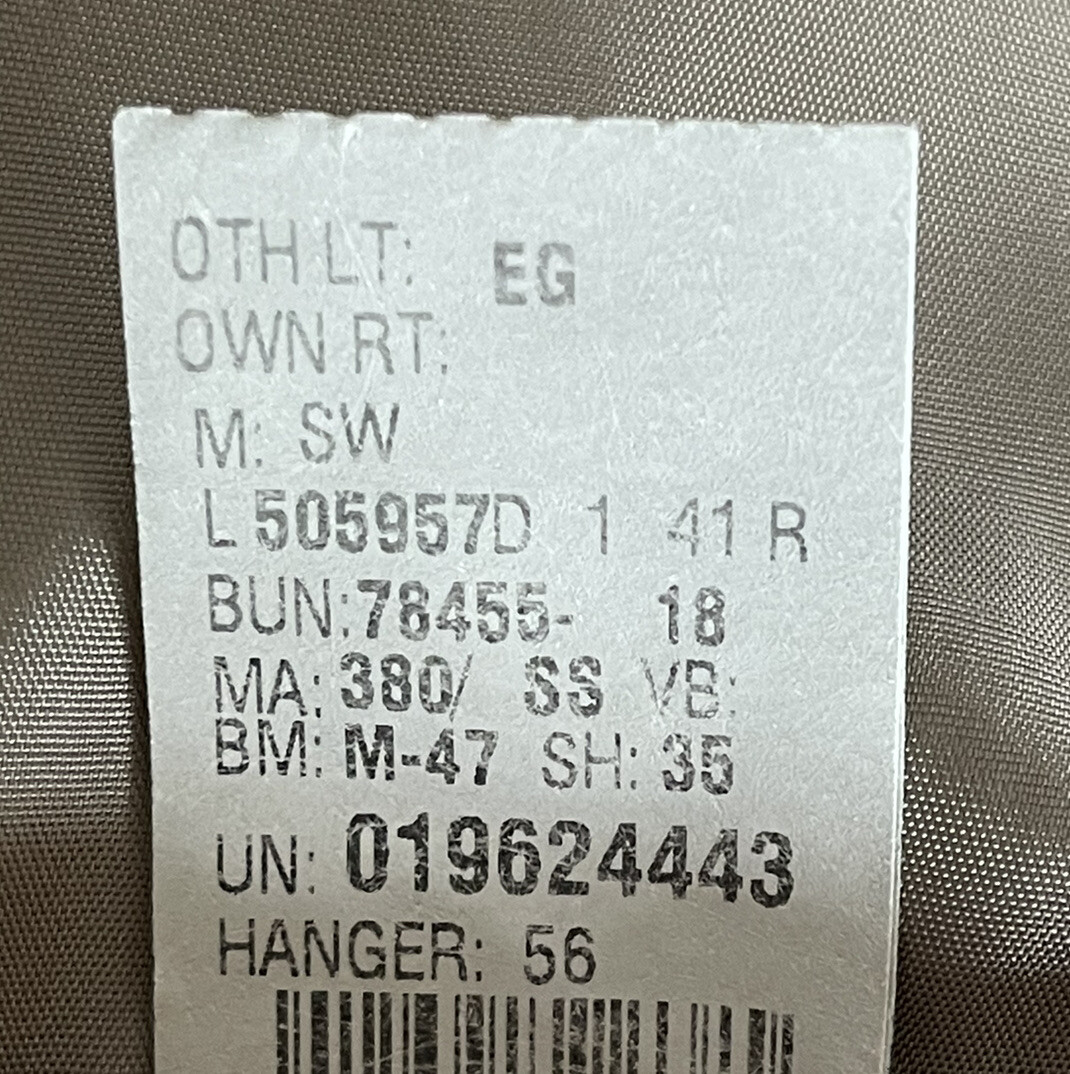 OTH LT: EG
OWN RT:
M: SW
L 505957D 1 41 R
BUN:78455- 18
MA: 380/ SS VB:
BM: M-47 SH: 35
UN: 019624443
HANGER: 56